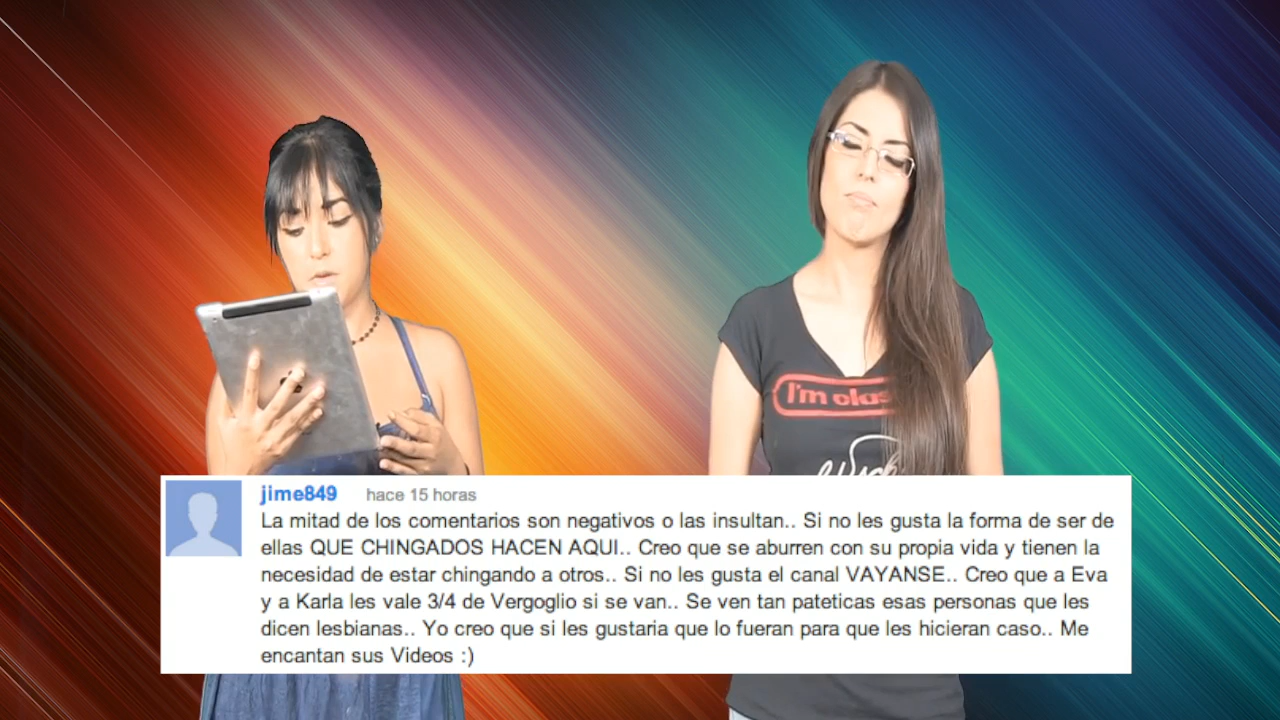 I'm
jime849 hace 15 horas
La mitad de los comentarios son negativos o las insultan.. Si no les gusta la forma de ser de
ellas QUE CHINGADOS HACEN AQUI.. Creo que se aburren con su propia vida y tienen la
necesidad de estar chingando a otros.. Si no les gusta el canal VAYANSE.. Creo que a Eva
y a Karla les vale 3/4 de Vergoglio si se van.. Se ven tan pateticas esas personas que les
dicen lesbianas.. Yo creo que si les gustaria que lo fueran para que les hicieran caso.. Me
encantan sus Videos :)